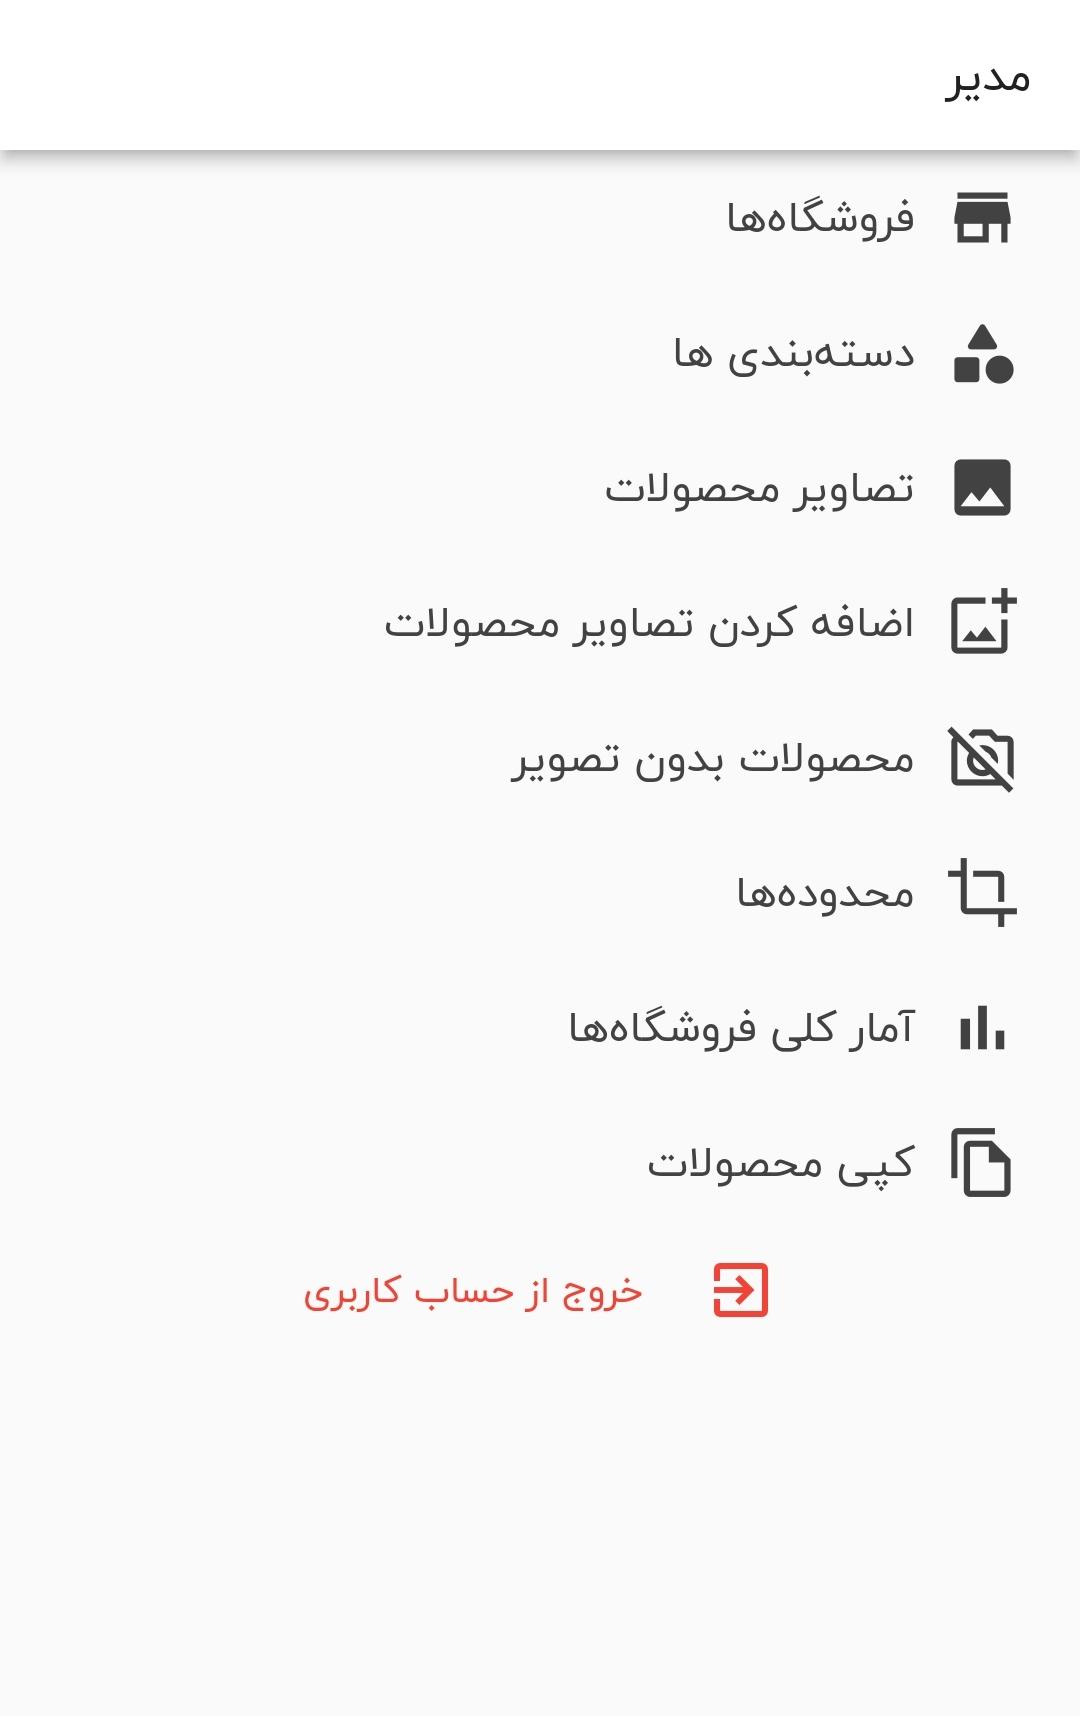 مدیر
فروشگاه‌ها
دسته‌بندی ها
تصاویر محصولات
اضافه کردن تصاویر محصولات
محصولات بدون تصویر
محدوده‌ها
آمار کلی فروشگاه‌ها
کپی محصولات
خروج از حساب کاربری